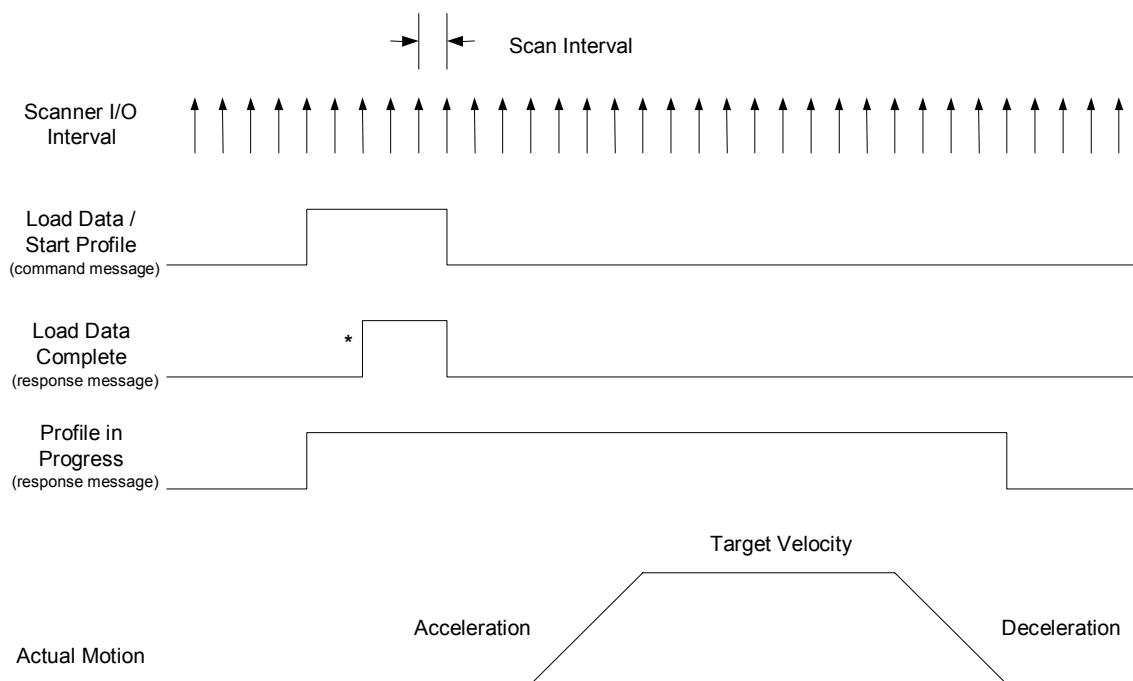 Scan Interval
Scanner I/O
Interval
Load Data /
Start Profile
(command message)
Load Data
Complete
(response message)
*
Profile in
Progress
(response message)
Target Velocity
Acceleration
Deceleration
Actual Motion